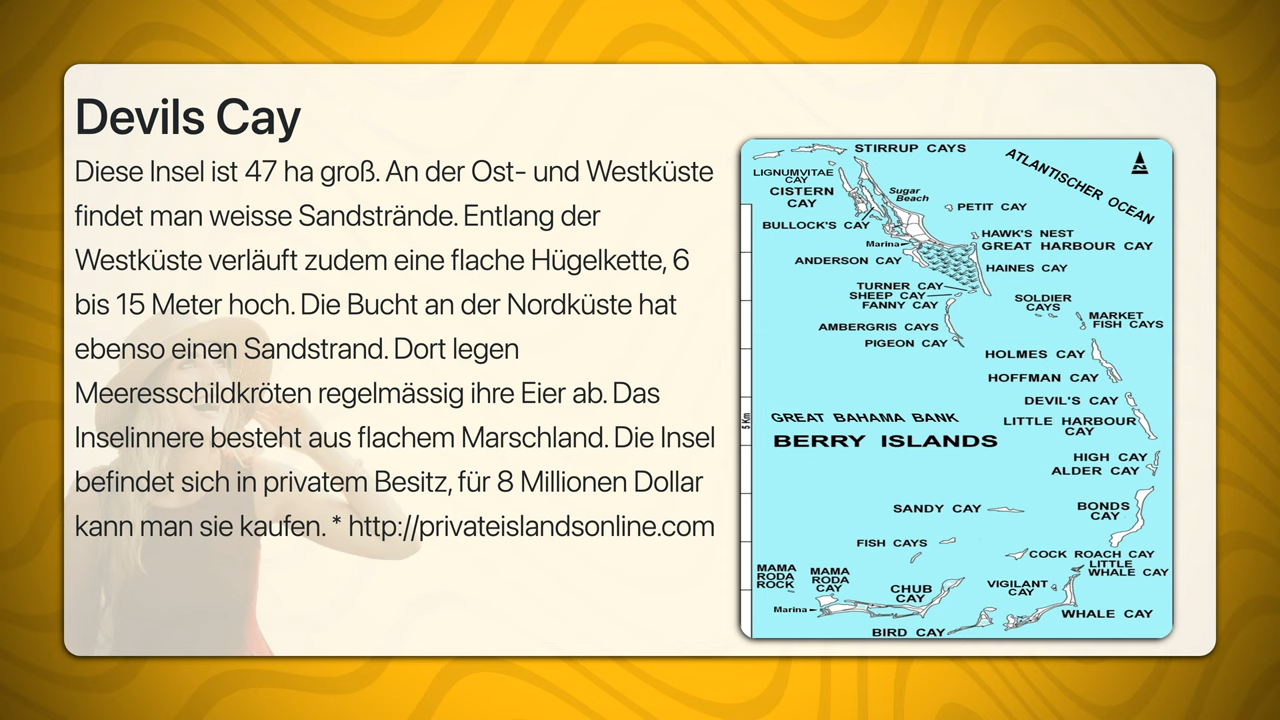 Devils Cay
Diese Insel ist 47 ha groß. An der Ost- und Westküste
findet man weisse Sandstrände. Entlang der
Westküste verläuft zudem eine flache Hügelkette, 6
bis 15 Meter hoch. Die Bucht an der Nordküste hat
ebenso einen Sandstrand. Dort legen
Meeresschildkröten regelmässig ihre Eier ab. Das
Inselinnere besteht aus flachem Marschland. Die Insel
befindet sich in privatem Besitz, für 8 Millionen Dollar
kann man sie kaufen. * http://privateislandsonline.com
STIRRUP CAYS
ATLANTISCHER OCEAN
N
LIGNUMVITAE
CAY
CISTERN
CAY
Sugar
Beach
PETIT CAY
BULLOCK'S CAY
HAWK'S NEST
Marina
GREAT HARBOUR CAY
ANDERSON CAY
HAINES CAY
TURNER CAY
SHEEP CAY
FANNY CAY
SOLDIER
CAYS
MARKET
FISH CAYS
AMBERGRIS CAYS
PIGEON CAY
HOLMES CAY
HOFFMAN CAY
DEVIL'S CAY
5 Km
GREAT BAHAMA BANK
LITTLE HARBOUR
CAY
BERRY ISLANDS
HIGH CAY
ALDER CAY
SANDY CAY
BONDS
CAY
FISH CAYS
COCK ROACH CAY
LITTLE
WHALE CAY
MAMA
RODA
ROCK
MAMA
RODA
CAY
CHUB
CAY
VIGILANT
CAY
Marina
WHALE CAY
BIRD CAY